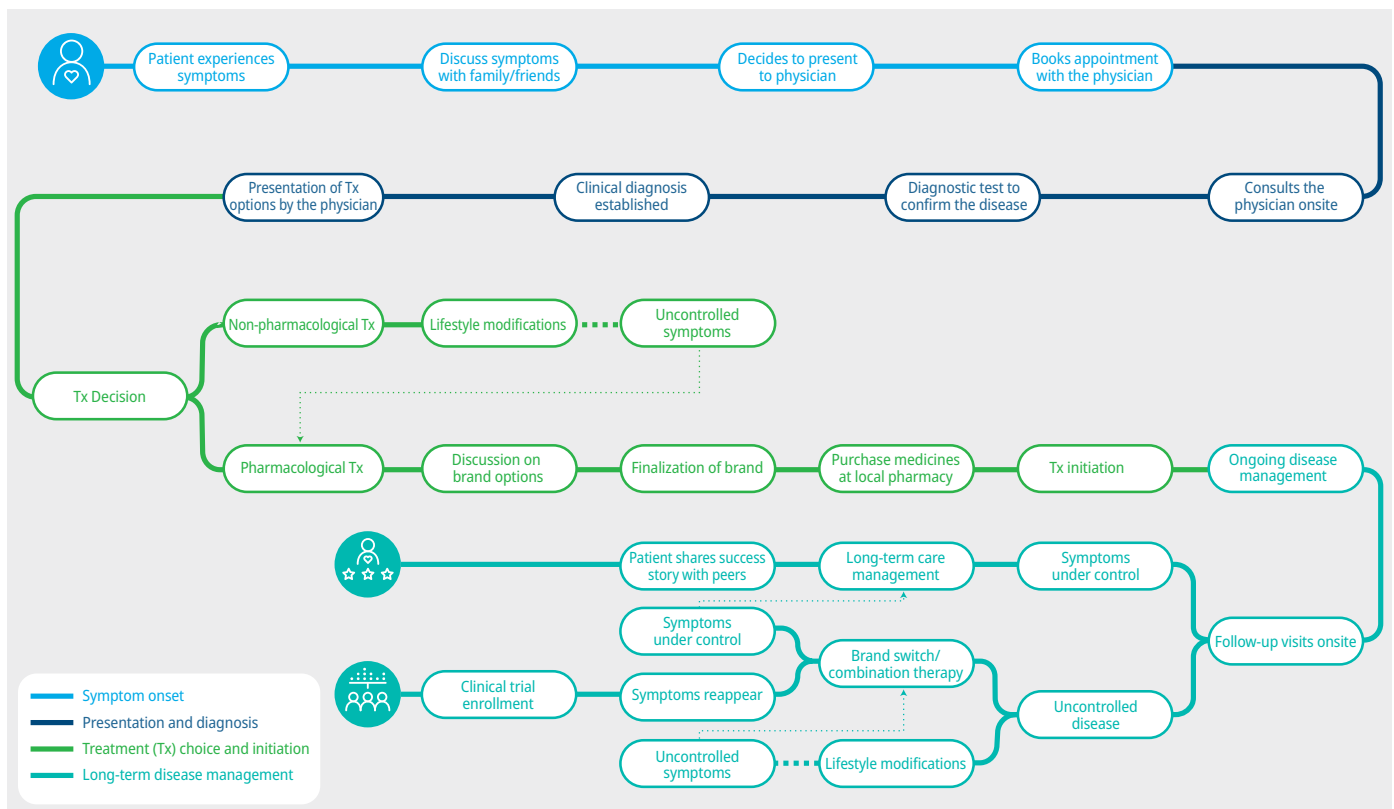 Patient experiences
symptoms
Discuss symptoms
with family/friends
Decides to present
to physician
Books appointment
with the physician
Presentation of Tx
options by the physician
Clinical diagnosis
established
Diagnostic test to
confirm the disease
Consults the
physician onsite
Non-pharmacological Tx
Lifestyle modifications
Uncontrolled
symptoms
Tx Decision
Pharmacological Tx
Discussion on
brand options
Finalization of brand
Purchase medicines
at local pharmacy
Tx initiation
Ongoing disease
management
Patient shares success
story with peers
Long-term care
management
Symptoms
under control
Symptoms
under control
Follow-up visits onsite
Brand switch/
combination therapy
Clinical trial
enrollment
Symptoms reappear
Uncontrolled
disease
Uncontrolled
symptoms
Lifestyle modifications
Symptom onset
Presentation and diagnosis
Treatment (Tx) choice and initiation
Long-term disease management